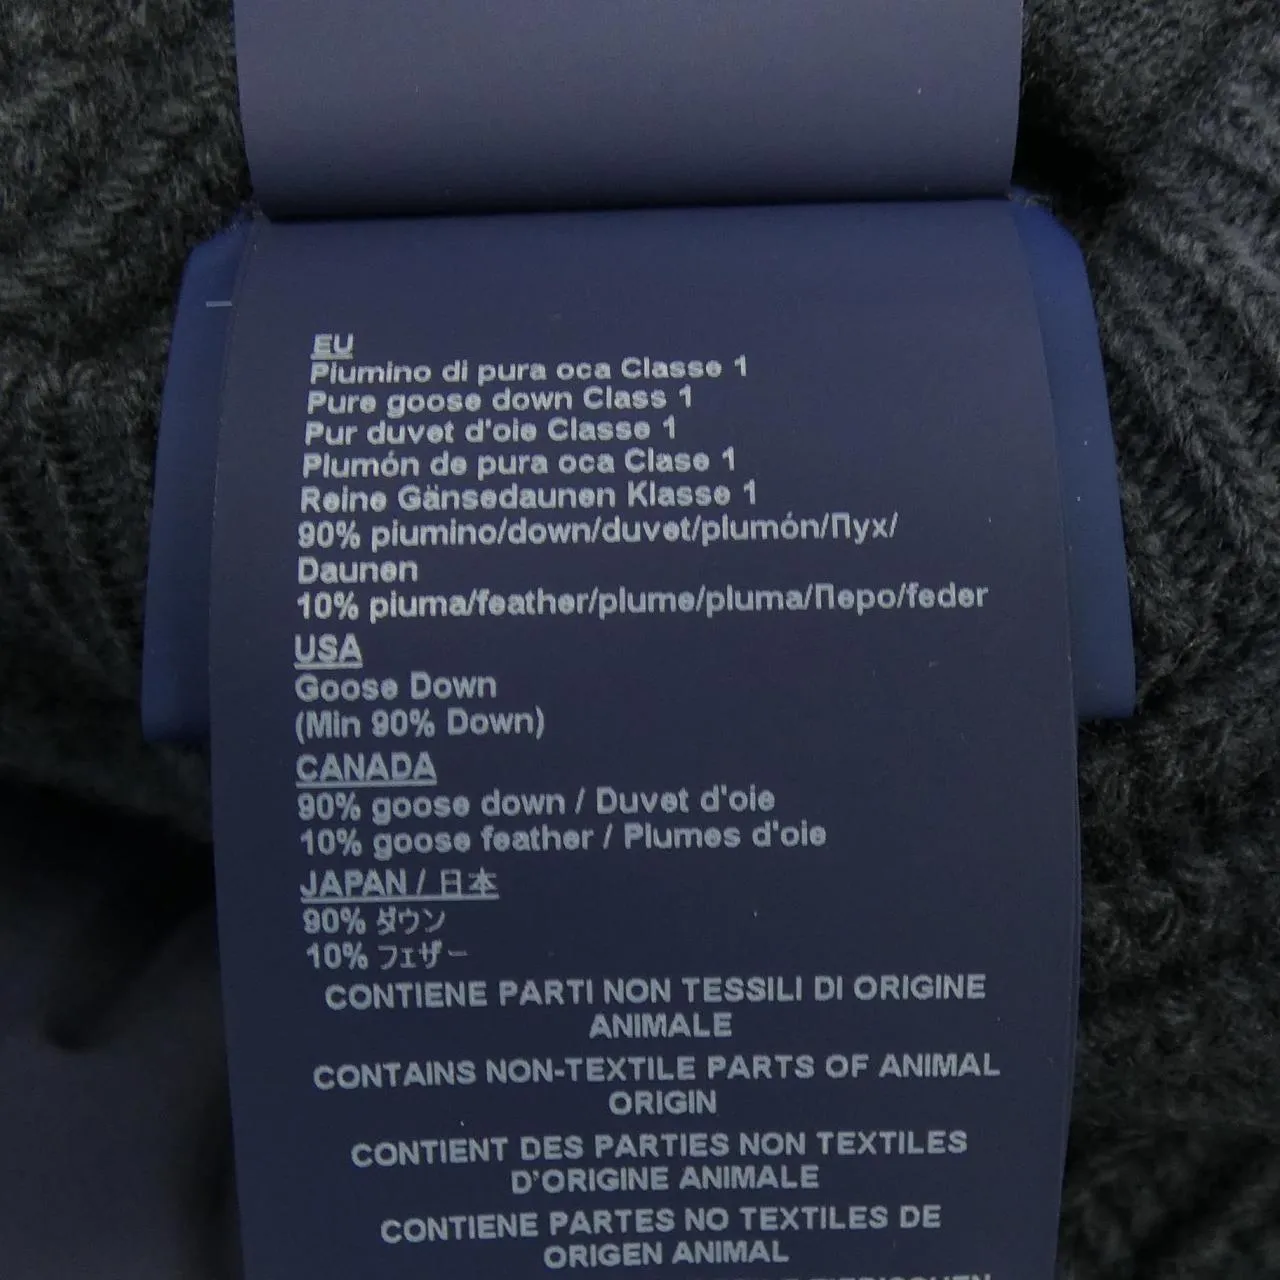 EU
Piumino di pura oca Classe 1
Pure goose down Class 1
Pur duvet d'oie Classe 1
Plumón de pura oca Clase 1
Reine Gänsedaunen Klasse 1
90% piumino/down/duvet/plumón/Пух/
Daunen
10% piuma/feather/plume/pluma/Перо/feder
USA
Goose Down
(Min 90% Down)
CANADA
90% goose down / Duvet d'oie
10% goose feather / Plumes d'oie
JAPAN / 日本
90% ダウン
10% フェザー
CONTIENE PARTI NON TESSILI DI ORIGINE
ANIMALE
CONTAINS NON-TEXTILE PARTS OF ANIMAL
ORIGIN
CONTIENT DES PARTIES NON TEXTILES
D'ORIGINE ANIMALE
CONTIENE PARTES NO TEXTILES DE
ORIGEN ANIMAL